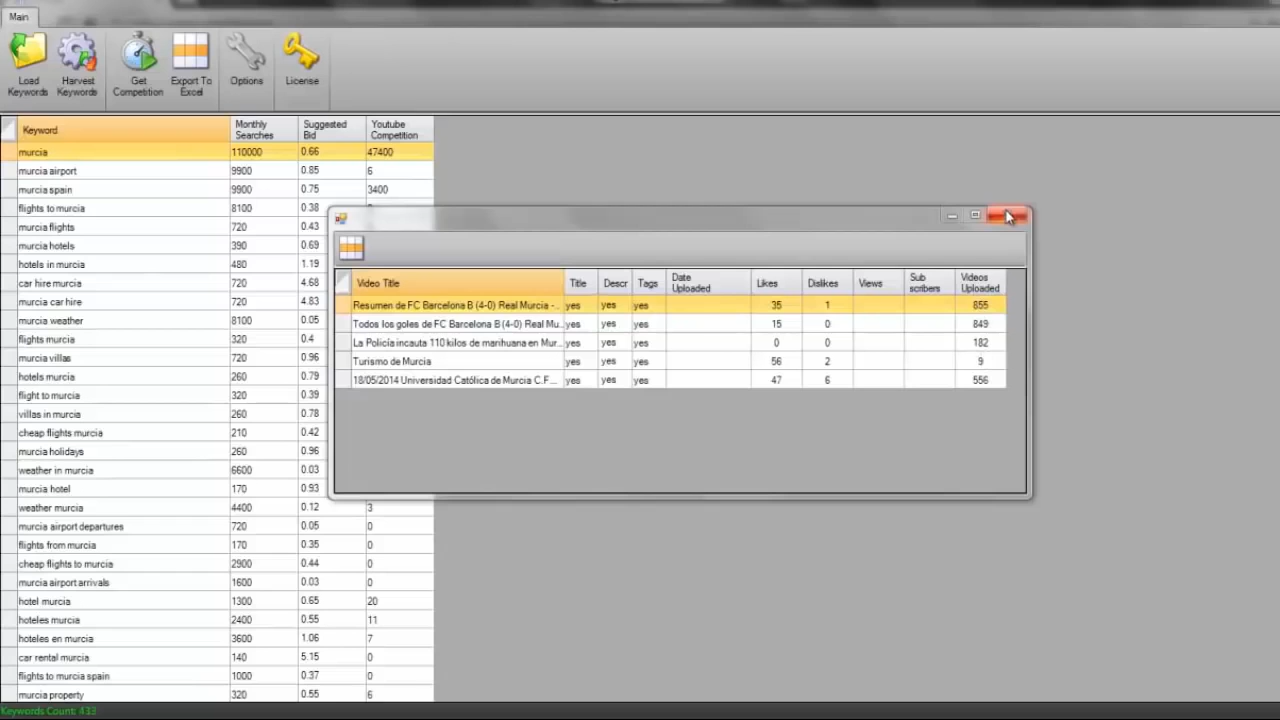 Main
Load Keywords
Harvest Keywords
Get Competition
Export To Excel
Options
License
Keyword Monthly Searches Suggested Bid Youtube Competition
murcia 110000 0.66 47400
murcia airport 9900 0.85 6
murcia spain 9900 0.75 3400
flights to murcia 8100 0.38
murcia flights 720 0.43
murcia hotels 390 0.69
hotels in murcia 480 1.19
car hire murcia 720 4.68
murcia car hire 720 4.83
murcia weather 8100 0.05
flights murcia 320 0.4
murcia villas 720 0.96
hotels murcia 260 0.79
flight to murcia 320 0.39
villas in murcia 260 0.78
cheap flights murcia 210 0.42
murcia holidays 260 0.96
weather in murcia 6600 0.03
murcia hotel 170 0.93
weather murcia 4400 0.12 3
murcia airport departures 720 0.05 0
flights from murcia 170 0.35 0
cheap flights to murcia 2900 0.44 0
murcia airport arrivals 1600 0.03 0
hotel murcia 1300 0.65 20
hoteles murcia 2400 0.55 11
hoteles en murcia 3600 1.06 7
car rental murcia 140 5.15 0
flights to murcia spain 1000 0.37 0
murcia property 320 0.55 6
Video Title Title Descr Tags Date Uploaded Likes Dislikes Views Sub scribers Videos Uploaded
Resumen de FC Barcelona B (4-0) Real Murcia -... yes yes yes 35 1 855
Todos los goles de FC Barcelona B (4-0) Real Mu... yes yes yes 15 0 849
La Policía incauta 110 kilos de marihuana en Mur... yes yes yes 0 0 182
Turismo de Murcia yes yes yes 56 2 9
18/05/2014 Universidad Católica de Murcia C.F... yes yes yes 47 6 556
Keywords Count: 433